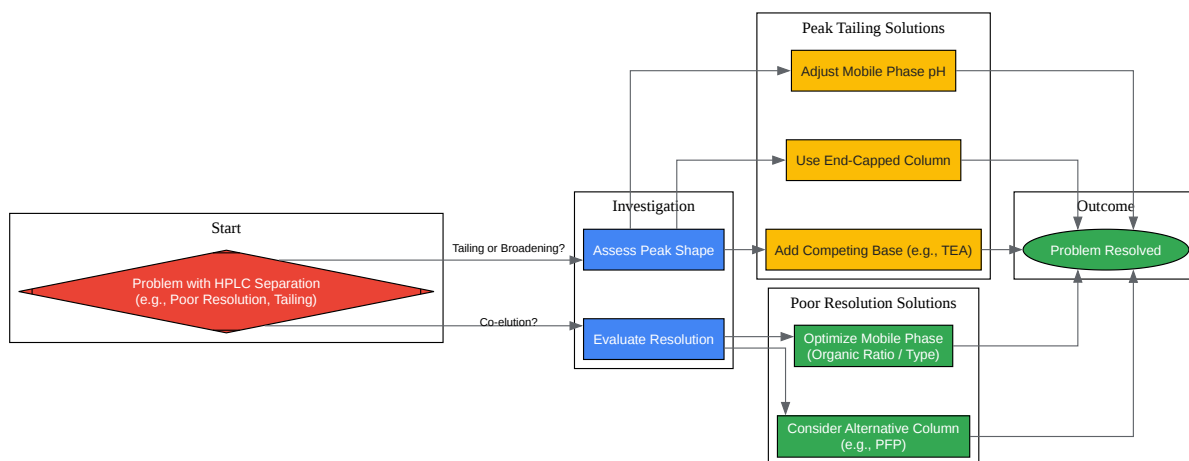 Start
Problem with HPLC Separation
(e.g., Poor Resolution, Tailing)
Tailing or Broadening?
Co-elution?
Investigation
Assess Peak Shape
Evaluate Resolution
Peak Tailing Solutions
Adjust Mobile Phase pH
Use End-Capped Column
Add Competing Base (e.g., TEA)
Poor Resolution Solutions
Optimize Mobile Phase
(Organic Ratio / Type)
Consider Alternative Column
(e.g., PFP)
Outcome
Problem Resolved